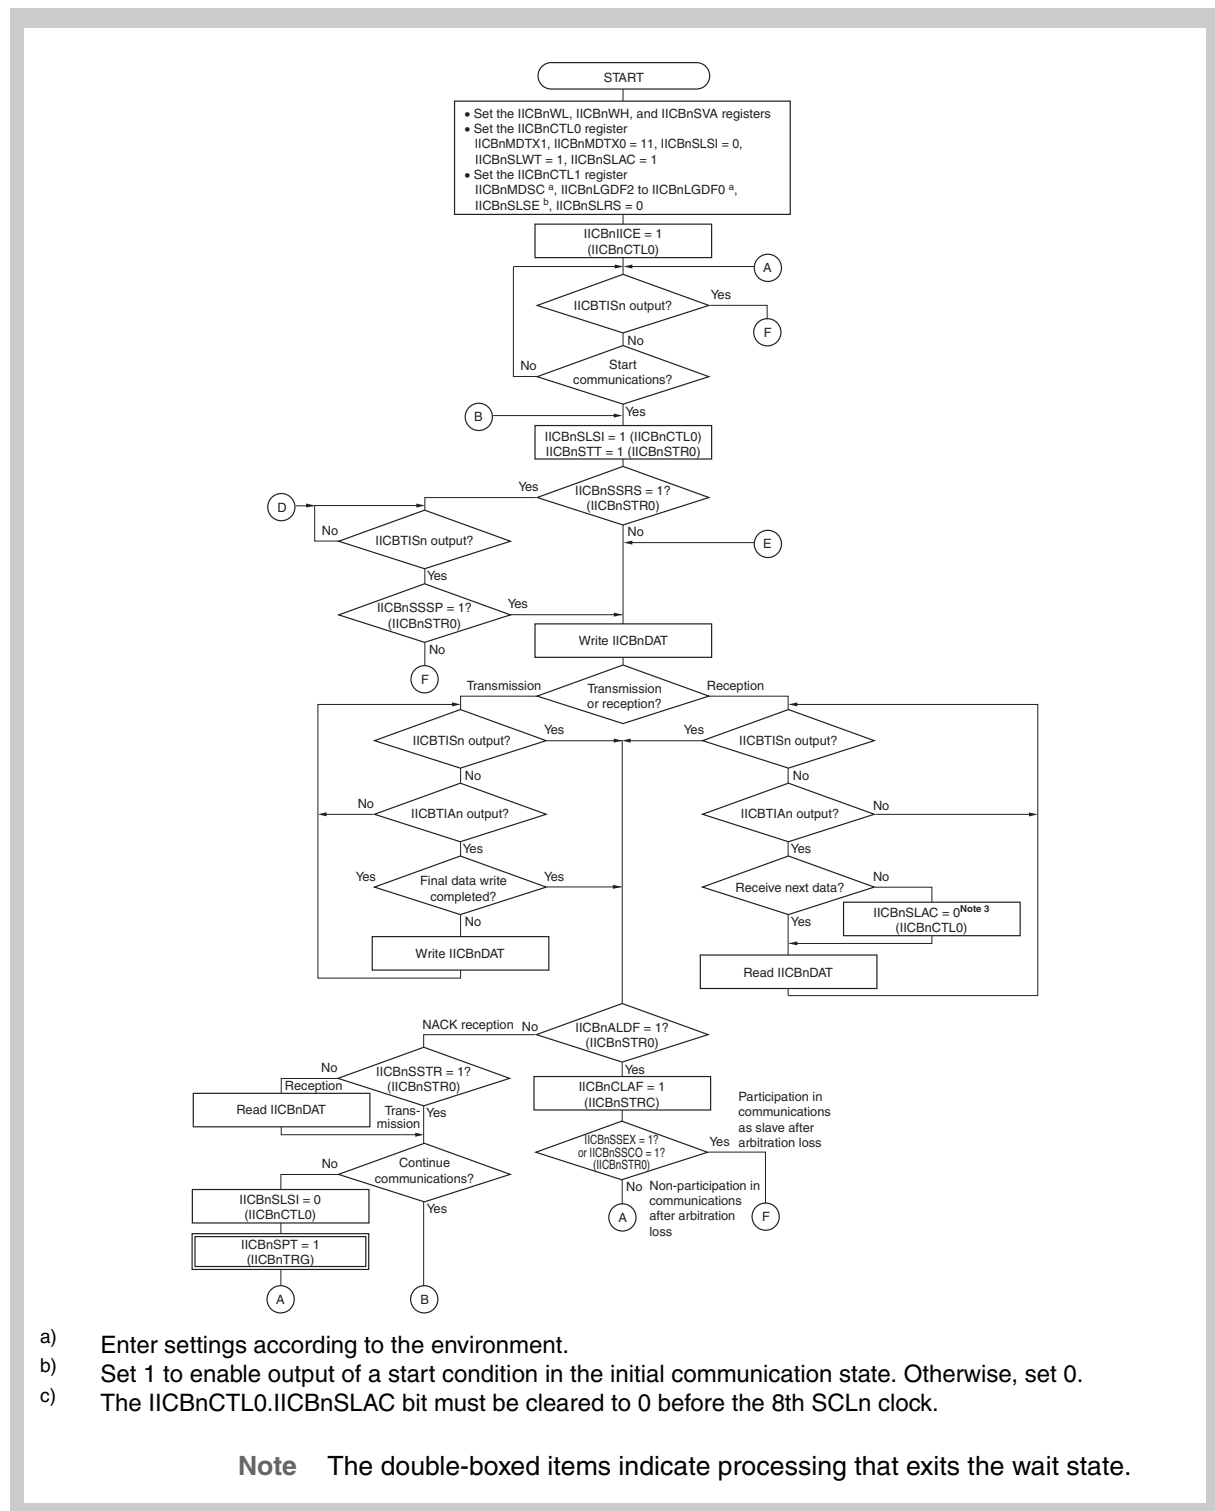 START
• Set the IICBnWL, IICBnWH, and IICBnSVA registers
• Set the IICBnCTL0 register
IICBnMDTX1, IICBnMDTX0 = 11, IICBnSLSI = 0,
IICBnSLWT = 1, IICBnSLAC = 1
• Set the IICBnCTL1 register
IICBnMDSC a, IICBnLGDF2 to IICBnLGDF0 a,
IICBnSLSE b, IICBnSLRS = 0
IICBnIICE = 1
(IICBnCTL0)
A
IICBTISn output?
Yes
F
No
Start
communications?
No
Yes
B
IICBnSLSI = 1 (IICBnCTL0)
IICBnSTT = 1 (IICBnSTR0)
IICBnSSRS = 1?
(IICBnSTR0)
Yes
No
D
IICBTISn output?
No
Yes
E
IICBnSSSP = 1?
(IICBnSTR0)
Yes
No
F
Write IICBnDAT
Transmission
or reception?
Transmission
Reception
IICBTISn output?
Yes
No
IICBTIAn output?
No
Yes
Final data write
completed?
Yes
Yes
No
Write IICBnDAT
Yes
IICBTISn output?
No
IICBTIAn output?
No
Yes
Receive next data?
No
Yes
IICBnSLAC = 0Note 3
(IICBnCTL0)
Read IICBnDAT
IICBnALDF = 1?
(IICBnSTR0)
NACK reception No
Yes
IICBnSSTR = 1?
(IICBnSTR0)
No
Reception
Read IICBnDAT
Trans-
mission
Yes
Continue
communications?
No
Yes
IICBnSLSI = 0
(IICBnCTL0)
IICBnSPT = 1
(IICBnTRG)
A
B
IICBnCLAF = 1
(IICBnSTRC)
IICBnSSEX = 1?
or IICBnSSCO = 1?
(IICBnSTR0)
Yes
Participation in
communications
as slave after
arbitration loss
No
Non-participation in
communications
after arbitration
loss
A
F
a) Enter settings according to the environment.
b) Set 1 to enable output of a start condition in the initial communication state. Otherwise, set 0.
c) The IICBnCTL0.IICBnSLAC bit must be cleared to 0 before the 8th SCLn clock.
Note The double-boxed items indicate processing that exits the wait state.